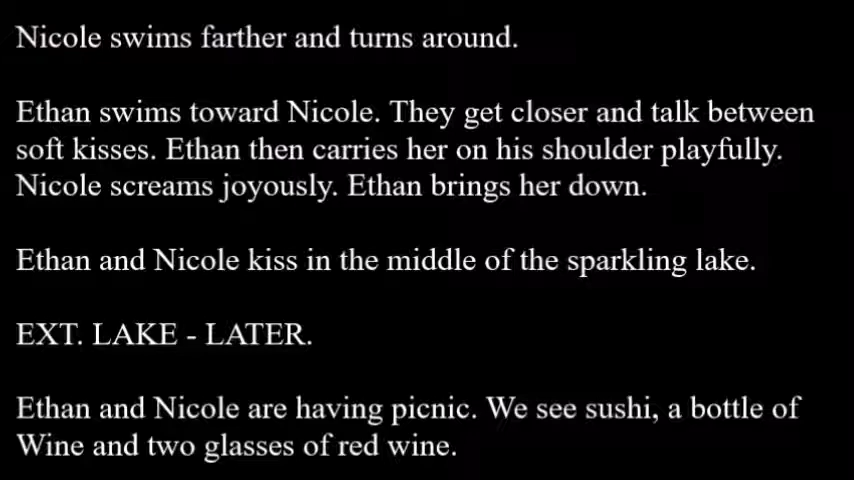 Nicole swims farther and turns around.
Ethan swims toward Nicole. They get closer and talk between
soft kisses. Ethan then carries her on his shoulder playfully.
Nicole screams joyously. Ethan brings her down.
Ethan and Nicole kiss in the middle of the sparkling lake.
EXT. LAKE - LATER.
Ethan and Nicole are having picnic. We see sushi, a bottle of
Wine and two glasses of red wine.